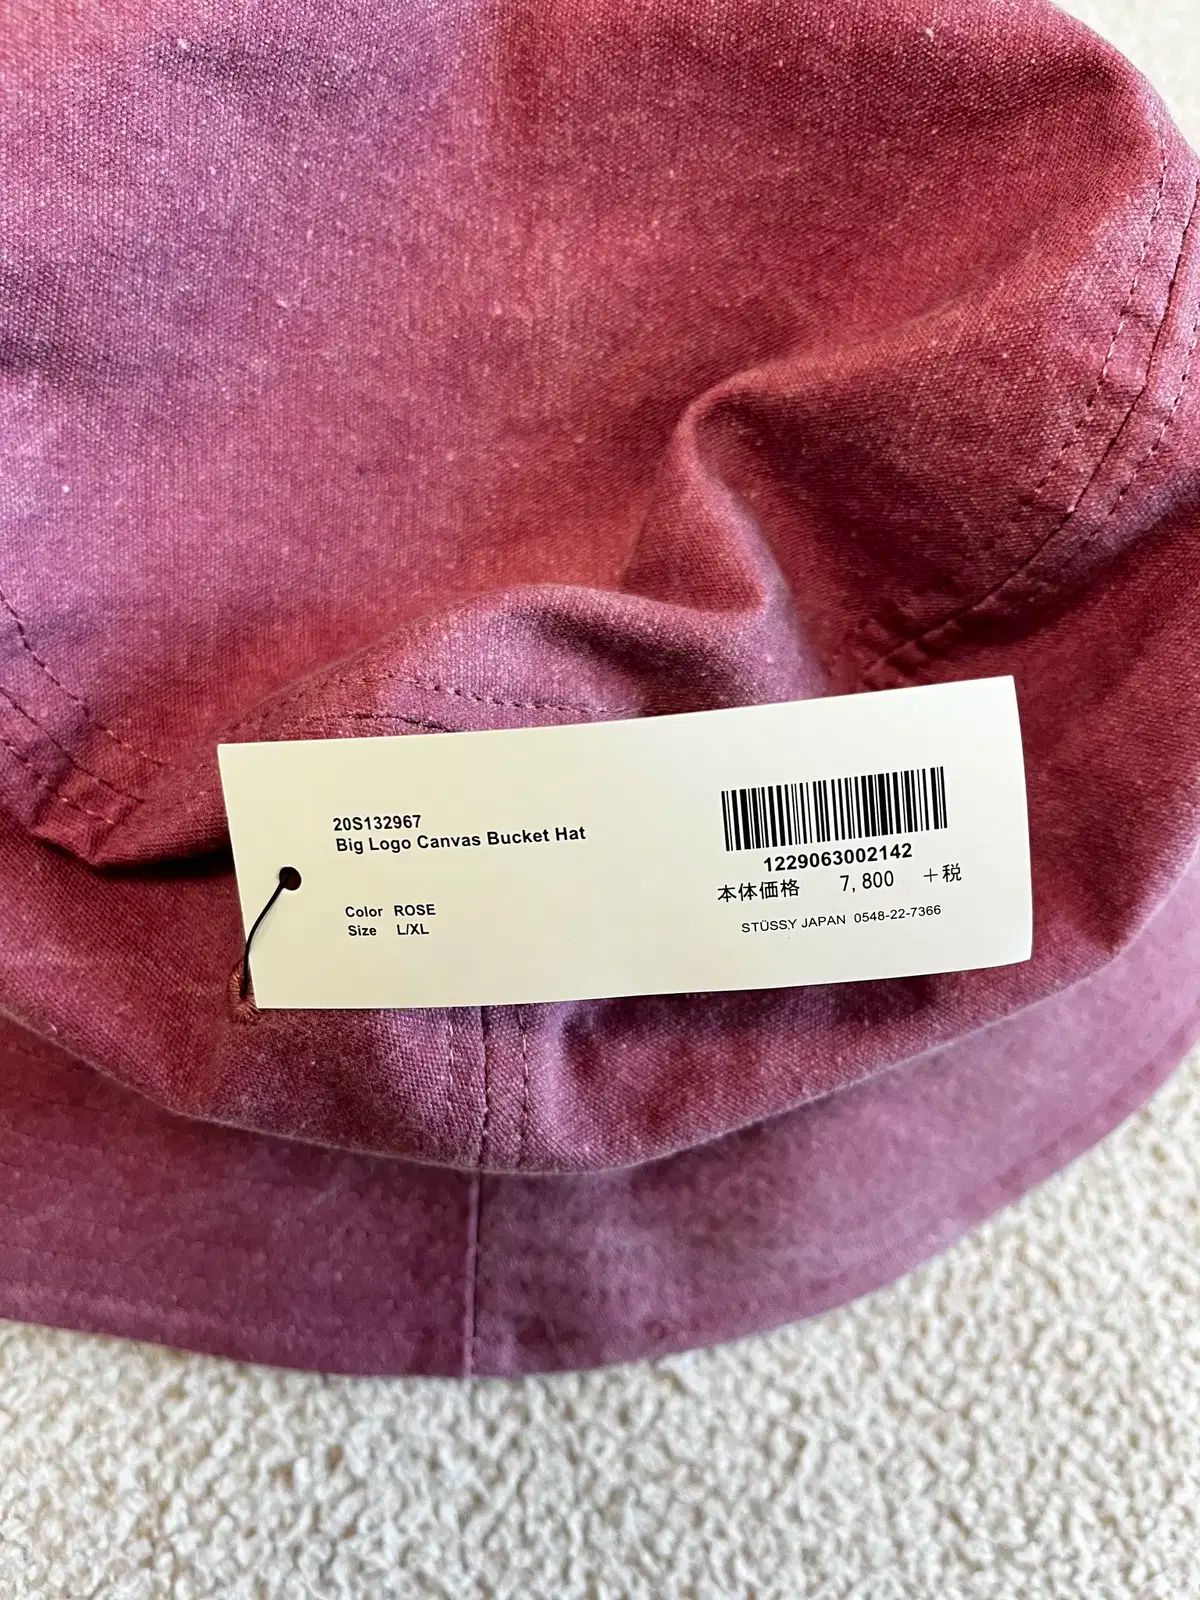 20S132967
Big Logo Canvas Bucket Hat
Color ROSE
Size L/XL
1229063002142
本体価格 7,800 +税
STÜSSY JAPAN 0548-22-7366